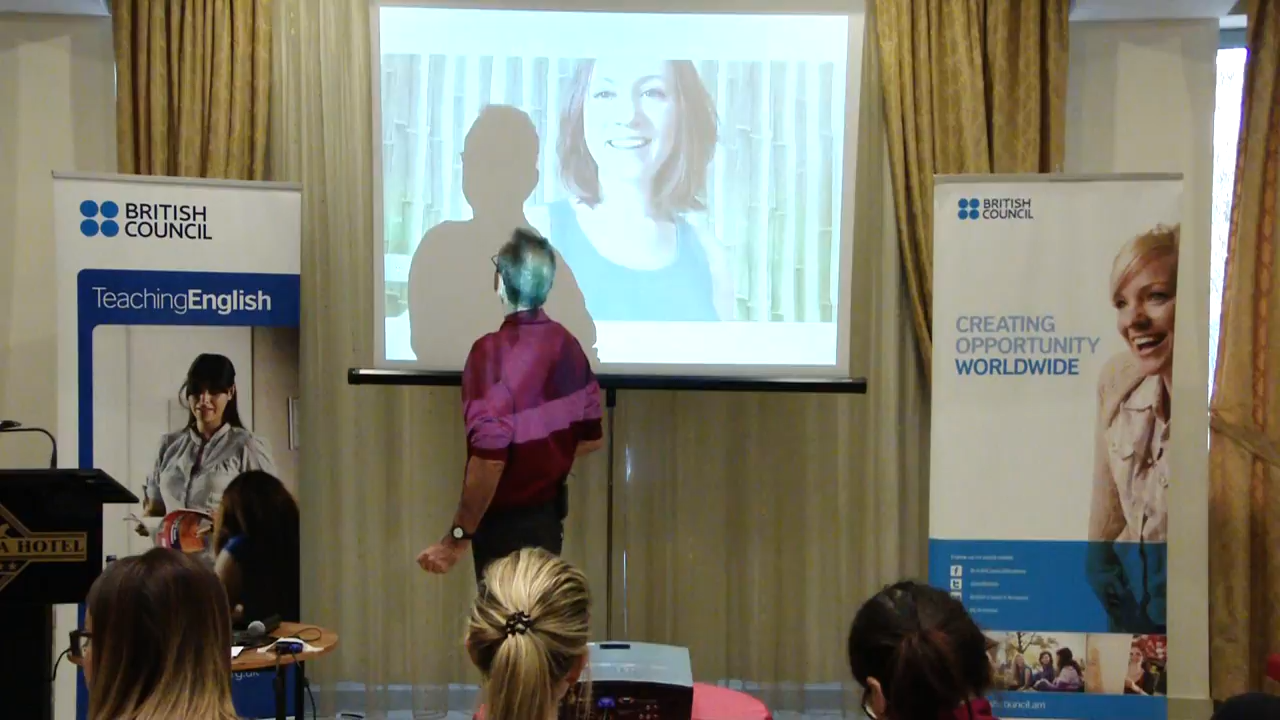 BRITISH
COUNCIL
TeachingEnglish
A HOTEL
BRITISH
COUNCIL
CREATING
OPPORTUNITY
WORLDWIDE